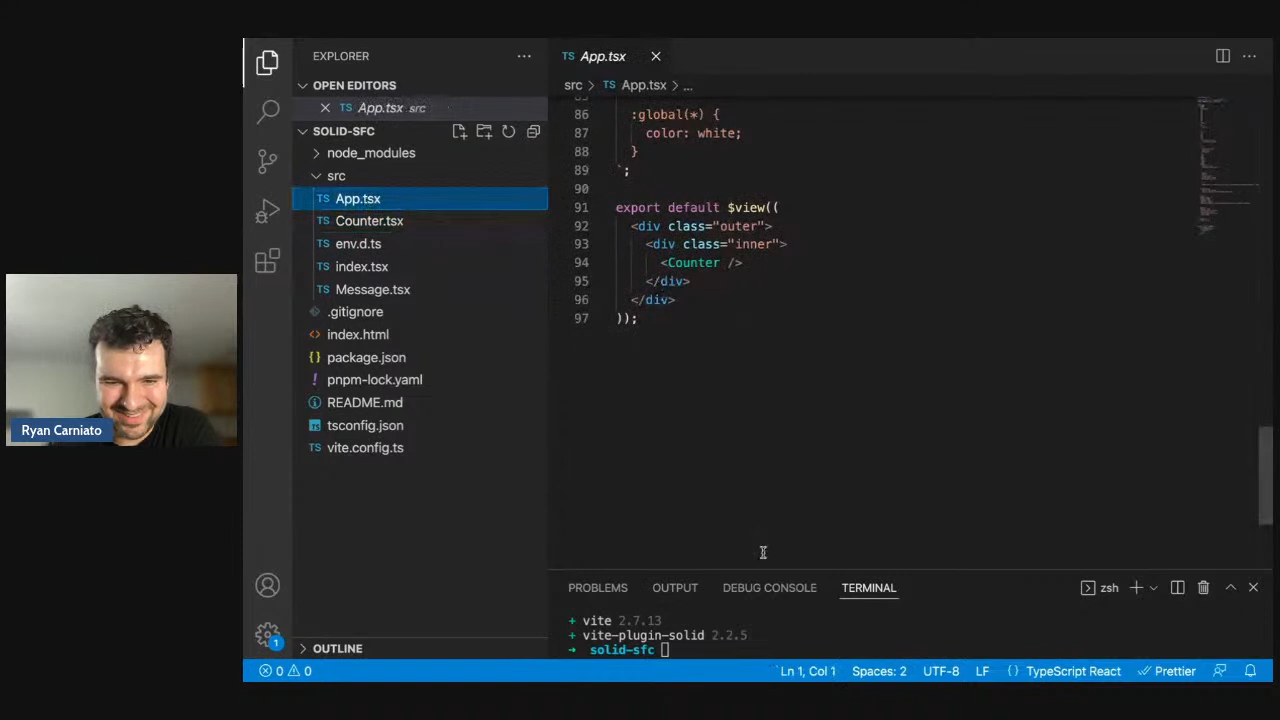 EXPLORER
OPEN EDITORS
TS App.tsx src
SOLID-SFC
node_modules
src
TS App.tsx
TS Counter.tsx
TS env.d.ts
TS index.tsx
TS Message.tsx
.gitignore
<> index.html
{} package.json
! pnpm-lock.yaml
README.md
TS tsconfig.json
TS vite.config.ts
OUTLINE
1
TS App.tsx
src > TS App.tsx > ...
86 :global(*) {
87 color: white;
88 }
89 `;
90
91 export default $view((
92 <div class="outer">
93 <div class="inner">
94 <Counter />
95 </div>
96 </div>
97 ));
PROBLEMS OUTPUT DEBUG CONSOLE TERMINAL zsh
+ vite 2.7.13
+ vite-plugin-solid 2.2.5
→ solid-sfc
0 0 Ln 1, Col 1 Spaces: 2 UTF-8 LF {} TypeScript React Prettier
Ryan Carniato